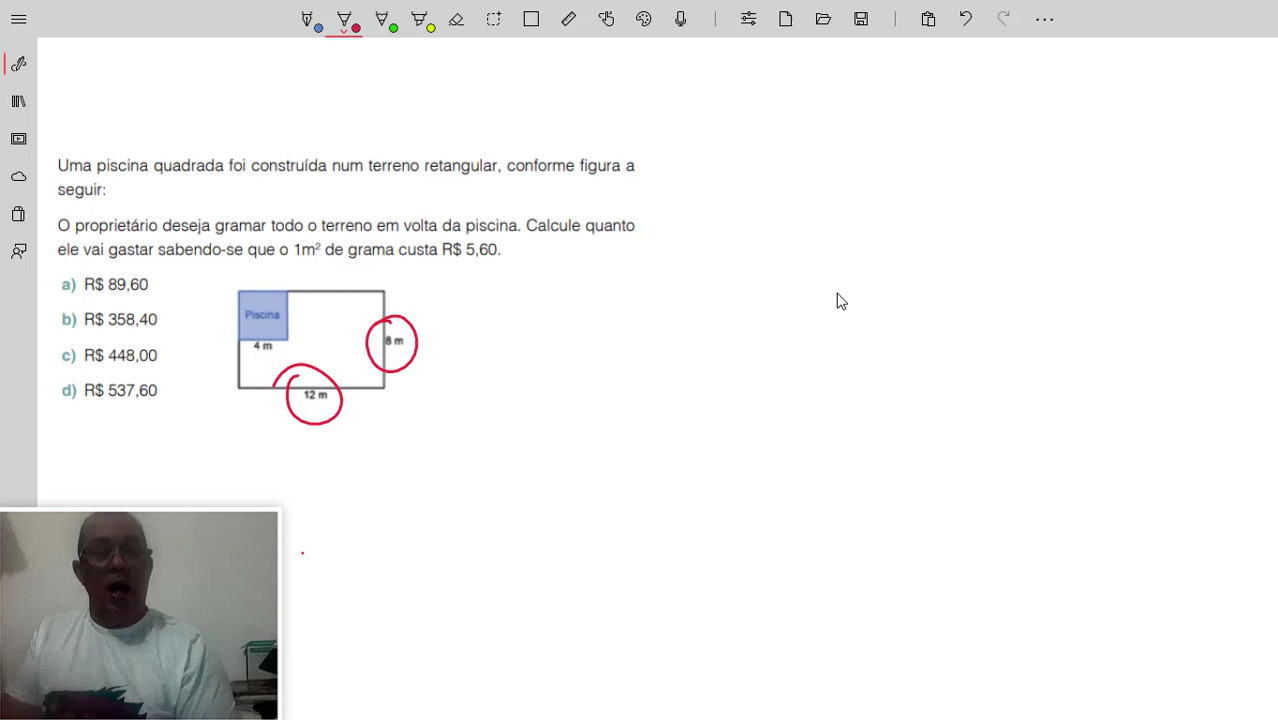 Uma piscina quadrada foi construída num terreno retangular, conforme figura a
seguir:
O proprietário deseja gramar todo o terreno em volta da piscina. Calcule quanto
ele vai gastar sabendo-se que o 1m² de grama custa R$ 5,60.
a) R$ 89,60
b) R$ 358,40
c) R$ 448,00
d) R$ 537,60
Piscina
4 m
8 m
12 m